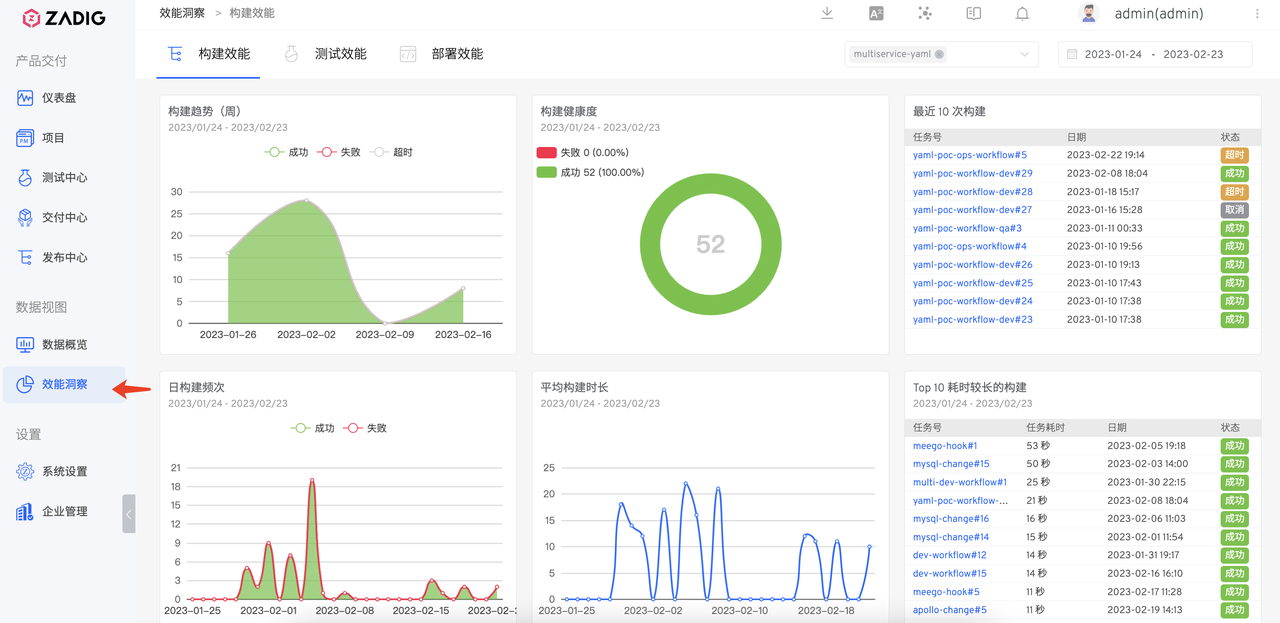 ZADIG
产品交付
仪表盘
项目
测试中心
交付中心
发布中心
数据视图
数据概览
效能洞察
设置
系统设置
企业管理
效能洞察 > 构建效能
admin(admin)
构建效能 测试效能 部署效能
multiservice-yaml
2023-01-24 - 2023-02-23
构建趋势（周）
2023/01/24 - 2023/02/23
成功 失败 超时
30
25
20
15
10
5
0
2023-01-26 2023-02-02 2023-02-09 2023-02-16
构建健康度
2023/01/24 - 2023/02/23
失败 0 (0.00%)
成功 52 (100.00%)
52
最近 10 次构建
任务号 日期 状态
yaml-poc-ops-workflow#5 2023-02-22 19:14 超时
yaml-poc-workflow-dev#29 2023-02-08 18:04 成功
yaml-poc-workflow-dev#28 2023-01-18 15:17 超时
yaml-poc-workflow-dev#27 2023-01-16 15:28 取消
yaml-poc-workflow-qa#3 2023-01-11 00:33 成功
yaml-poc-ops-workflow#4 2023-01-10 19:56 成功
yaml-poc-workflow-dev#26 2023-01-10 19:13 成功
yaml-poc-workflow-dev#25 2023-01-10 17:43 成功
yaml-poc-workflow-dev#24 2023-01-10 17:38 成功
yaml-poc-workflow-dev#23 2023-01-10 17:38 成功
日构建频次
2023/01/24 - 2023/02/23
成功 失败
21
18
15
12
9
6
3
0
2023-01-25 2023-02-01 2023-02-08 2023-02-15 2023-02-2
平均构建时长
2023/01/24 - 2023/02/23
25
20
15
10
5
0
2023-01-25 2023-02-02 2023-02-10 2023-02-18
Top 10 耗时较长的构建
2023/01/24 - 2023/02/23
任务号 任务耗时 日期 状态
meego-hook#1 53 秒 2023-02-05 19:18 成功
mysql-change#15 50 秒 2023-02-03 14:00 成功
multi-dev-workflow#1 25 秒 2023-01-30 22:15 成功
yaml-poc-workflow-... 21 秒 2023-02-08 18:04 成功
mysql-change#16 16 秒 2023-02-06 11:03 成功
mysql-change#14 15 秒 2023-02-01 11:54 成功
dev-workflow#12 14 秒 2023-01-31 19:17 成功
dev-workflow#15 14 秒 2023-02-16 16:10 成功
meego-hook#5 11 秒 2023-02-17 11:28 成功
apollo-change#5 11 秒 2023-02-19 14:13 成功